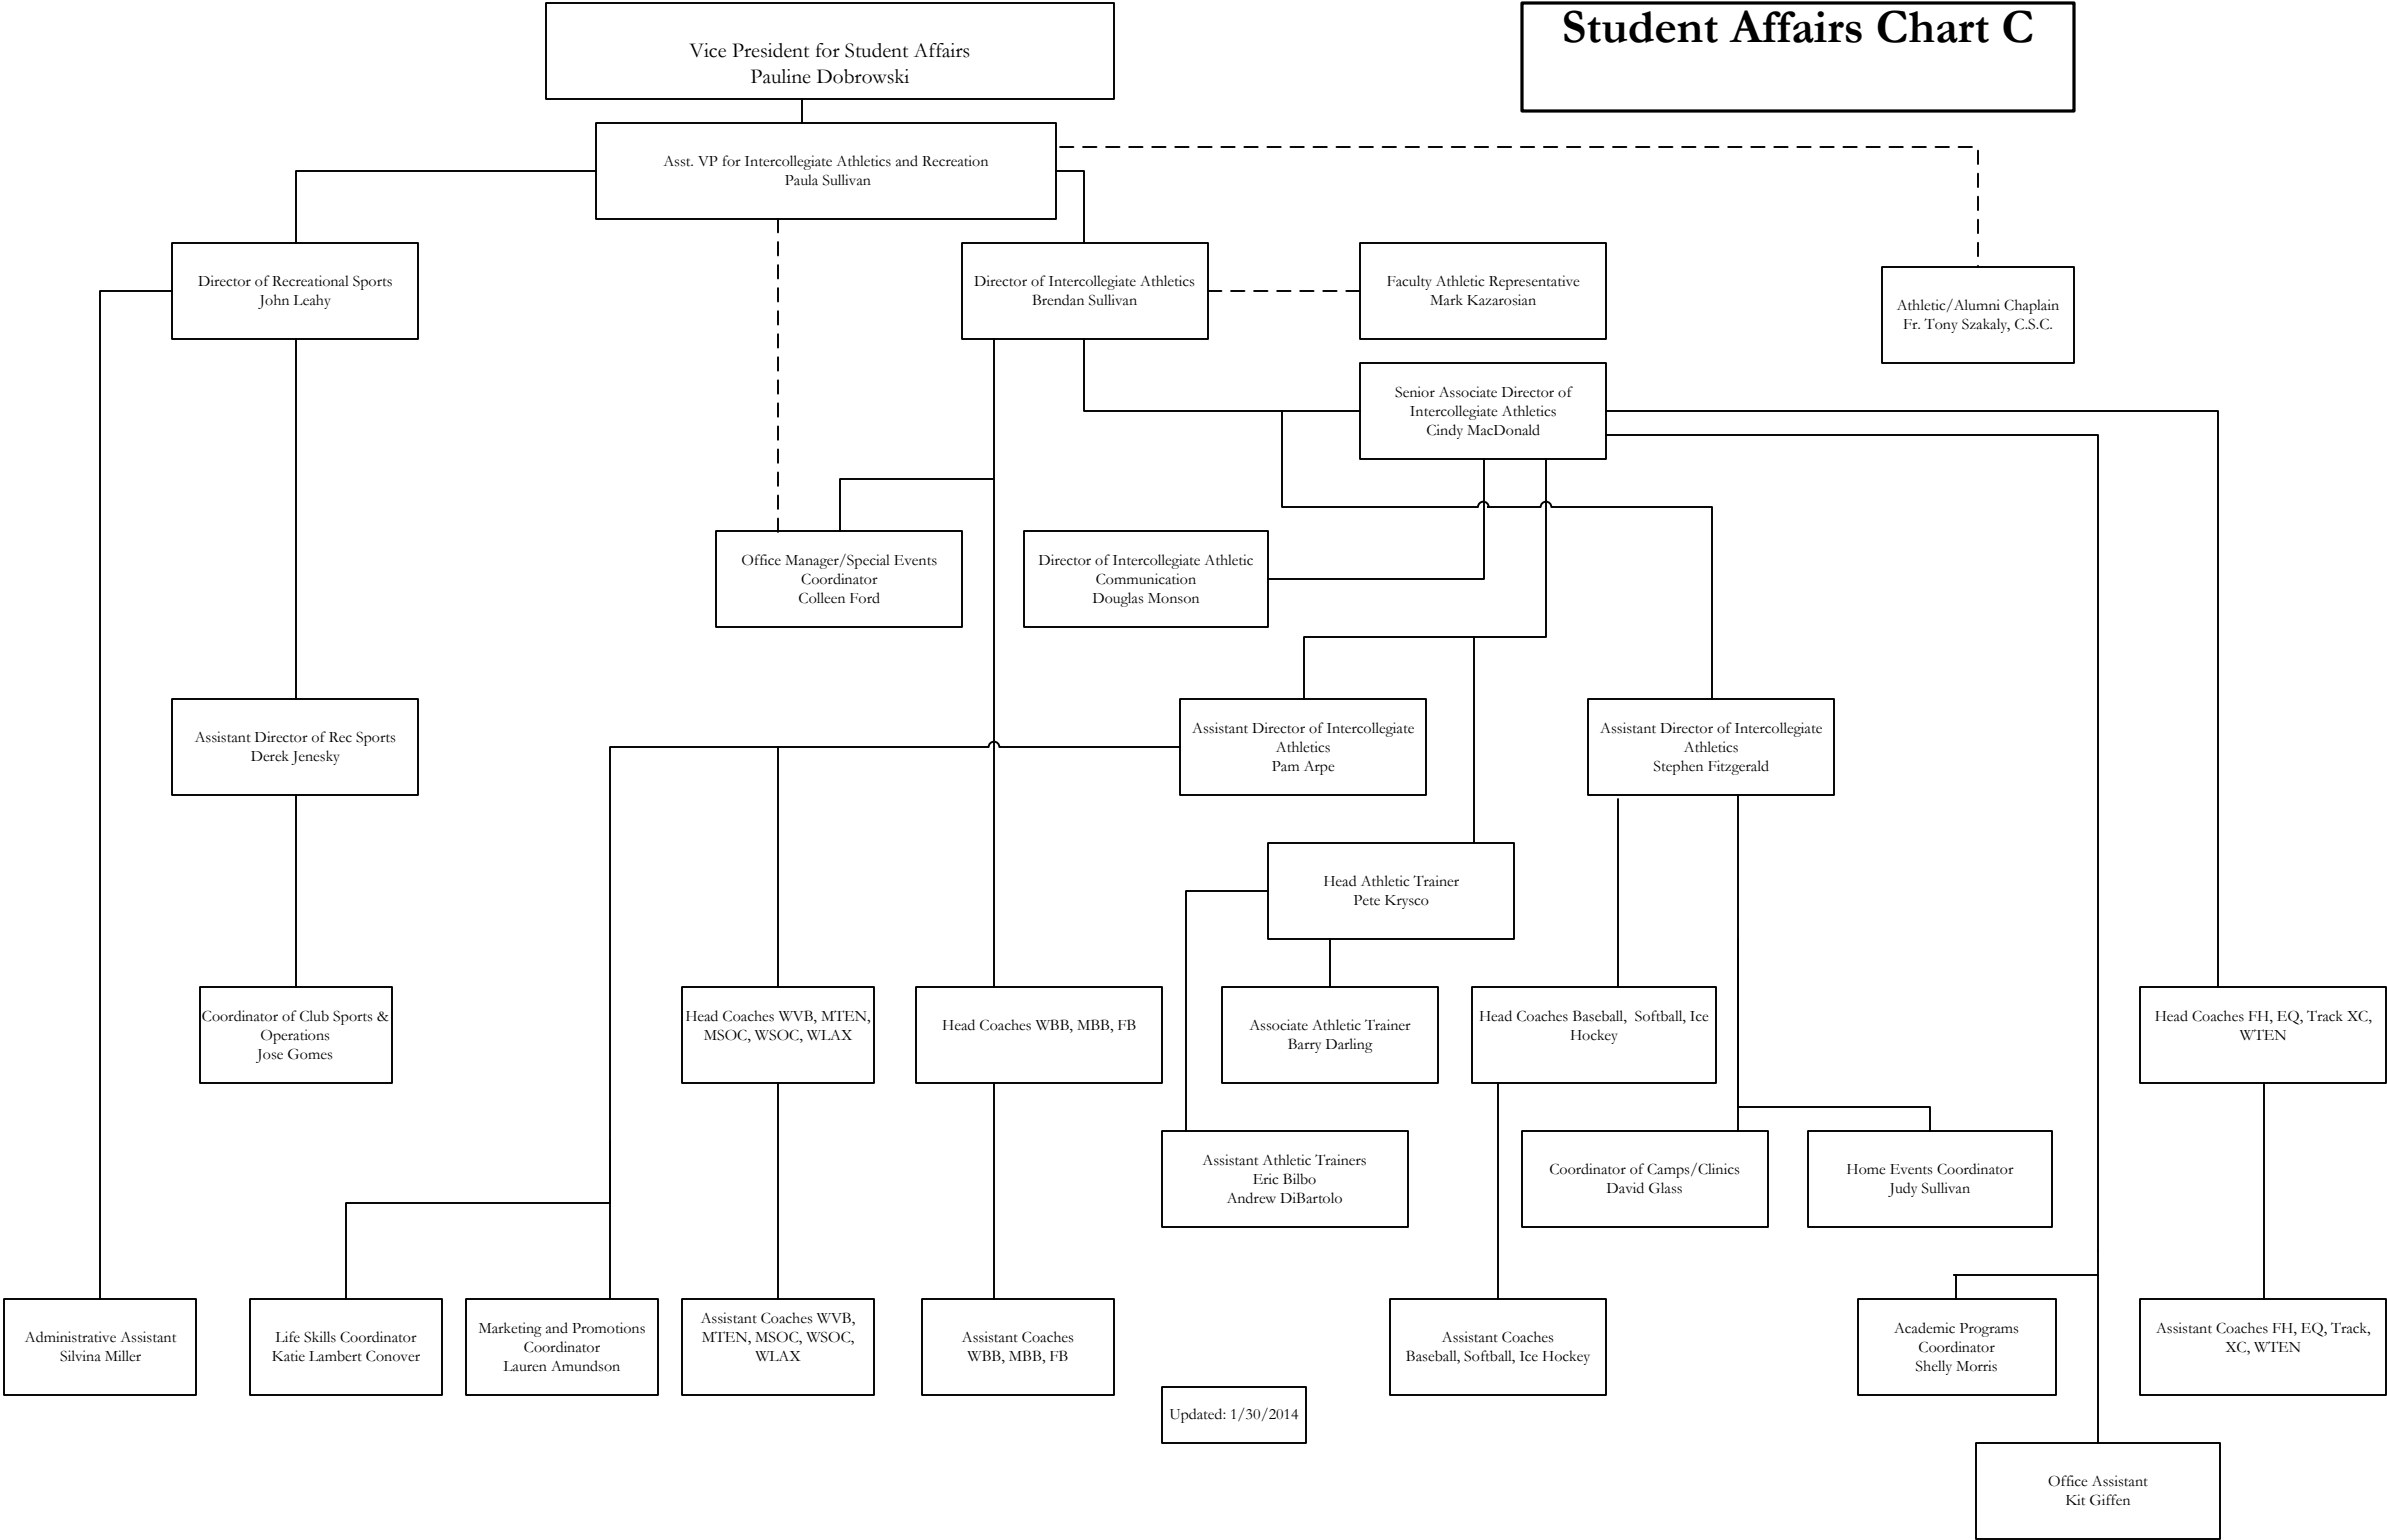 Student Affairs Chart C
Vice President for Student Affairs
Pauline Dobrowski
Asst. VP for Intercollegiate Athletics and Recreation
Paula Sullivan
Director of Recreational Sports
John Leahy
Director of Intercollegiate Athletics
Brendan Sullivan
Faculty Athletic Representative
Mark Kazarosian
Athletic/Alumni Chaplain
Fr. Tony Szakaly, C.S.C.
Senior Associate Director of
Intercollegiate Athletics
Cindy MacDonald
Office Manager/Special Events
Coordinator
Colleen Ford
Director of Intercollegiate Athletic
Communication
Douglas Monson
Assistant Director of Rec Sports
Derek Jenesky
Assistant Director of Intercollegiate
Athletics
Pam Arpe
Assistant Director of Intercollegiate
Athletics
Stephen Fitzgerald
Head Athletic Trainer
Pete Krysco
Coordinator of Club Sports &
Operations
Jose Gomes
Head Coaches WVB, MTEN,
MSOC, WSOC, WLAX
Head Coaches WBB, MBB, FB
Associate Athletic Trainer
Barry Darling
Head Coaches Baseball, Softball, Ice
Hockey
Head Coaches FH, EQ, Track XC,
WTEN
Assistant Athletic Trainers
Eric Bilbo
Andrew DiBartolo
Coordinator of Camps/Clinics
David Glass
Home Events Coordinator
Judy Sullivan
Administrative Assistant
Silvina Miller
Life Skills Coordinator
Katie Lambert Conover
Marketing and Promotions
Coordinator
Lauren Amundson
Assistant Coaches WVB,
MTEN, MSOC, WSOC,
WLAX
Assistant Coaches
WBB, MBB, FB
Assistant Coaches
Baseball, Softball, Ice Hockey
Academic Programs
Coordinator
Shelly Morris
Assistant Coaches FH, EQ, Track,
XC, WTEN
Updated: 1/30/2014
Office Assistant
Kit Giffen